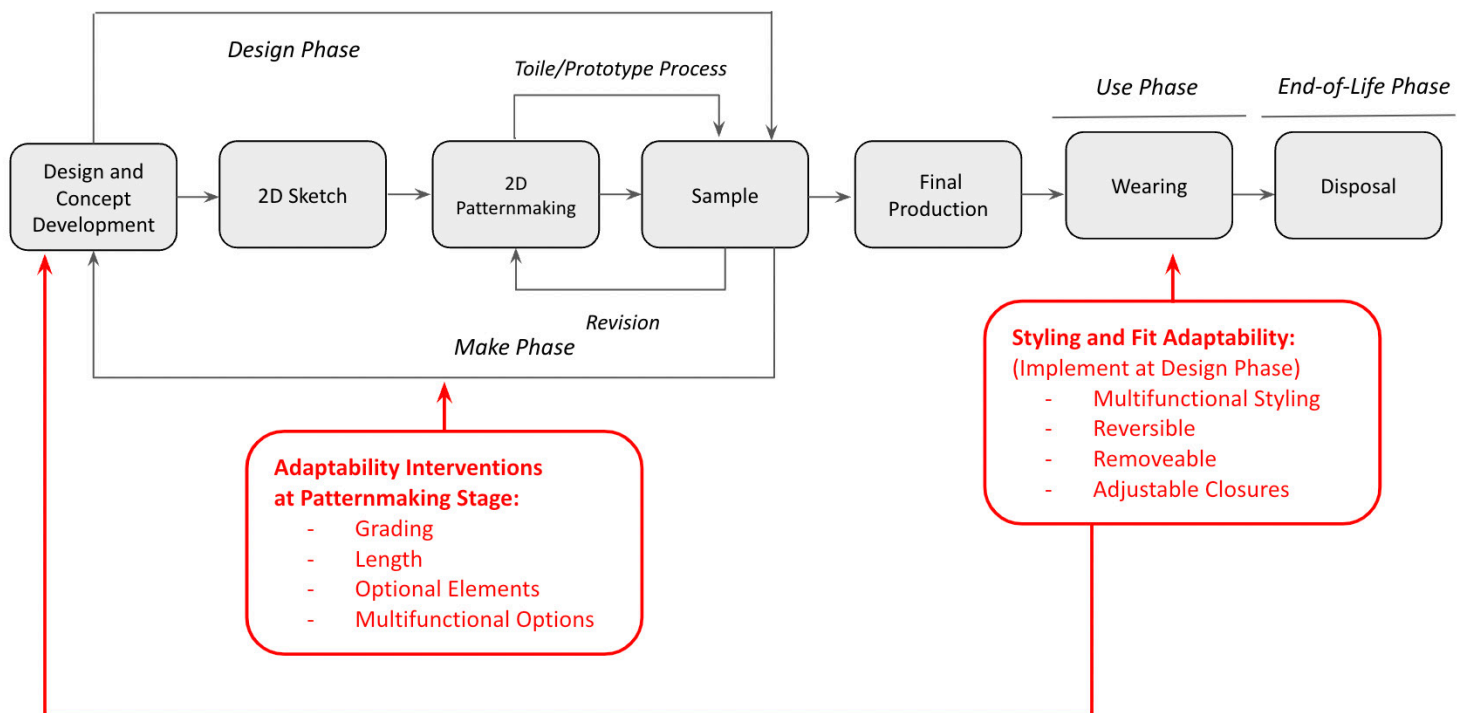 Design Phase
Toile/Prototype Process
Use Phase
End-of-Life Phase
Design and
Concept
Development
2D Sketch
2D
Patternmaking
Sample
Final
Production
Wearing
Disposal
Revision
Make Phase
Adaptability Interventions
at Patternmaking Stage:
- Grading
- Length
- Optional Elements
- Multifunctional Options
Styling and Fit Adaptability:
(Implement at Design Phase)
- Multifunctional Styling
- Reversible
- Removeable
- Adjustable Closures